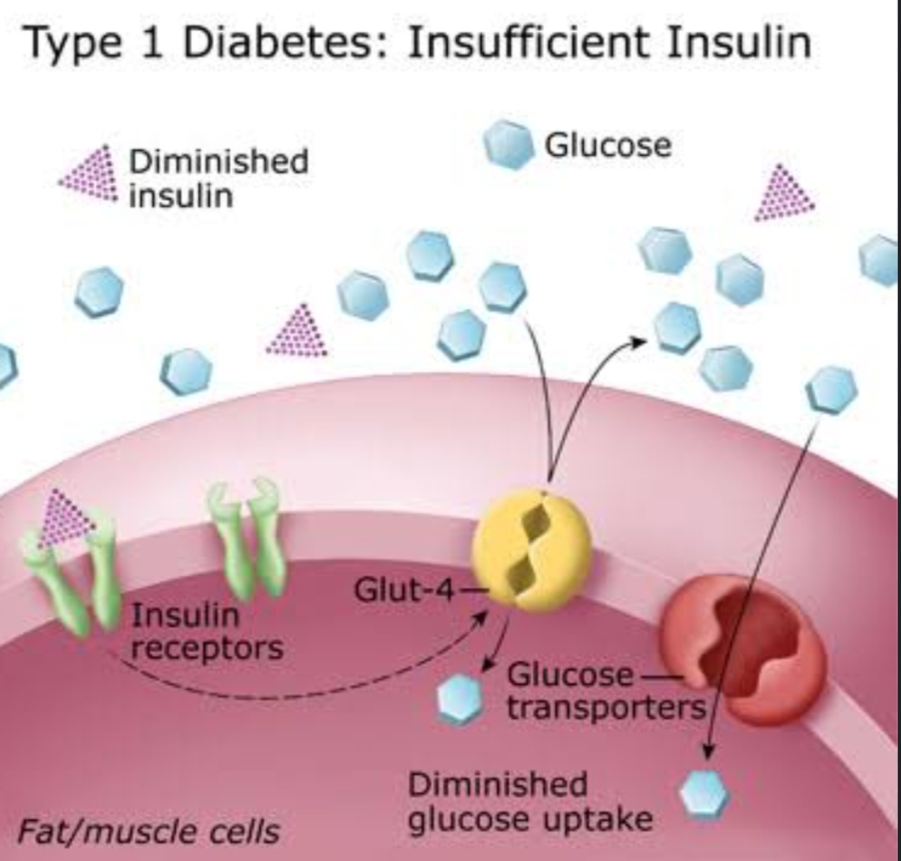 Type 1 Diabetes: Insufficient Insulin
Diminished
insulin
Glucose
Glut-4
Insulin
receptors
Glucose
transporters
Diminished
glucose uptake
Fat/muscle cells